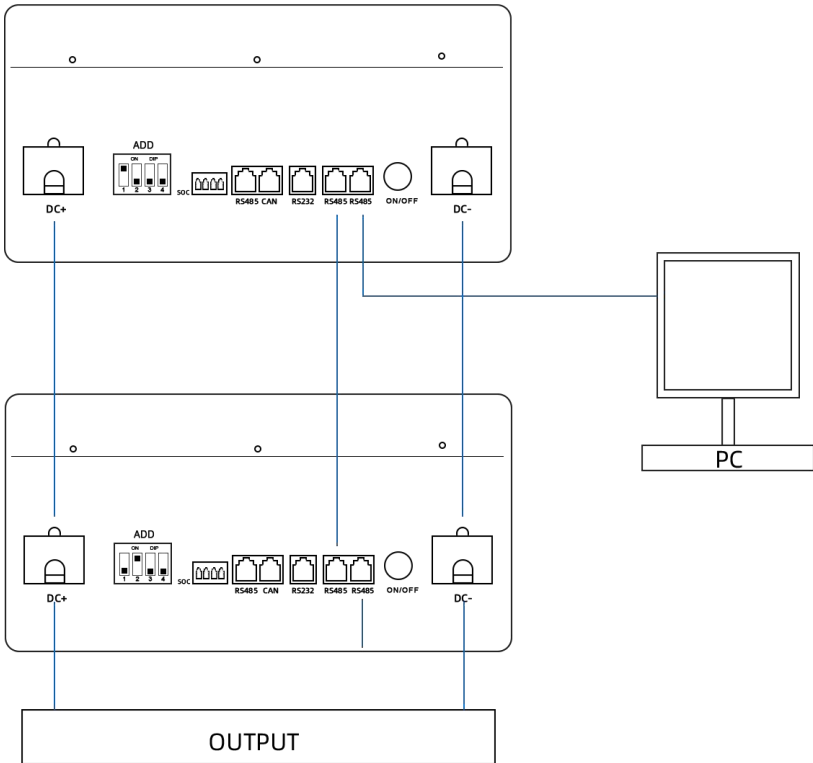 ADD
ON DIP
1 2 3 4
SOC
RS485 CAN RS232 RS485 RS485 ON/OFF
DC+ DC-
PC
ADD
ON DIP
1 2 3 4
SOC
RS485 CAN RS232 RS485 RS485 ON/OFF
DC+ DC-
OUTPUT